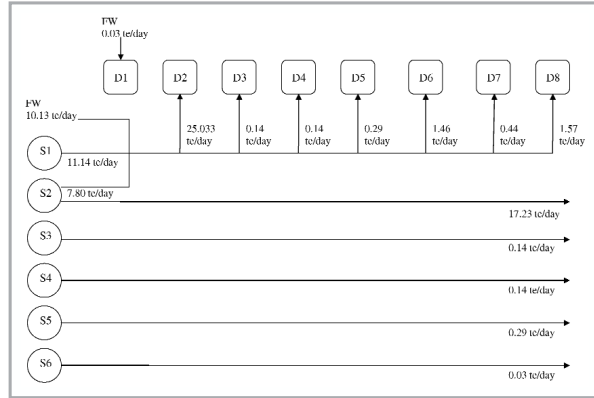 FW
0.03 te/day
D1 D2 D3 D4 D5 D6 D7 D8
FW
10.13 te/day
25.033 te/day
0.14 te/day
0.14 te/day
0.29 te/day
1.46 te/day
0.44 te/day
1.57 te/day
S1
11.14 te/day
S2
7.80 te/day
17.23 te/day
S3
0.14 te/day
S4
0.14 te/day
S5
0.29 te/day
S6
0.03 te/day